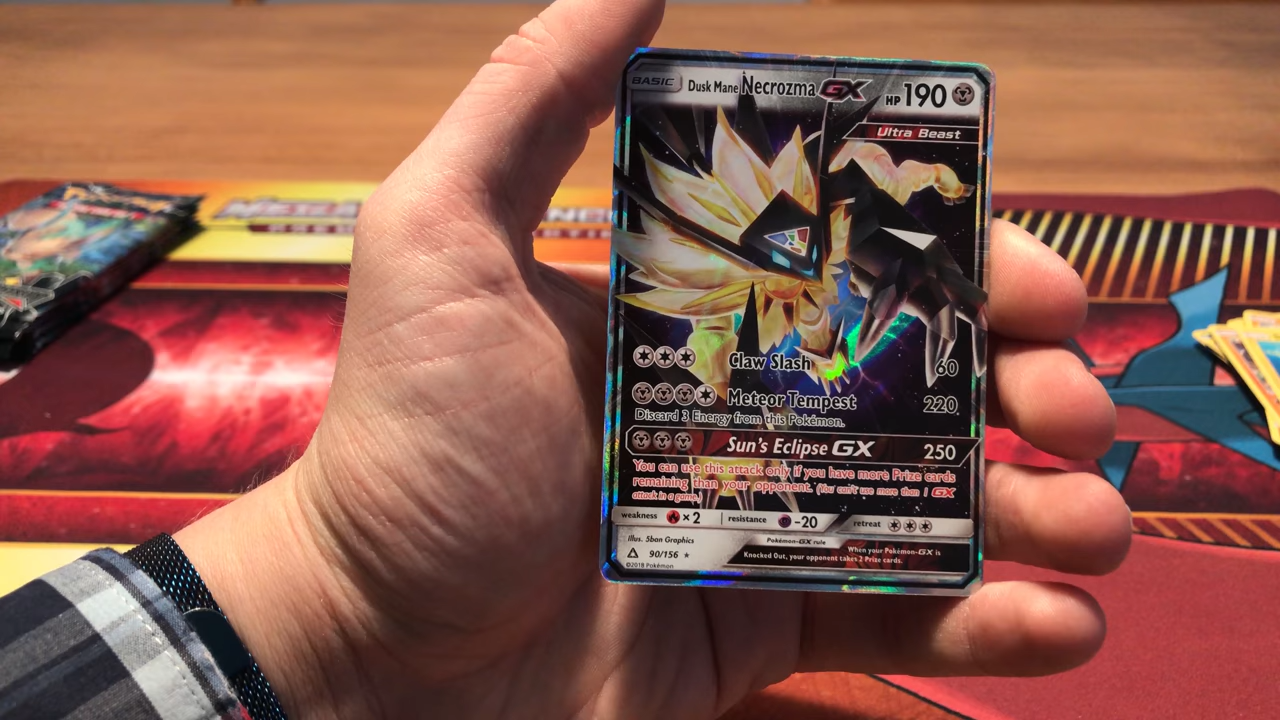 BASIC Dusk Mane Necrozma GX HP 190
Ultra Beast
Claw Slash 60
Meteor Tempest 220
Discard 3 Energy from this Pokémon.
Sun's Eclipse GX 250
You can use this attack only if you have more Prize cards
remaining than your opponent. (You can't use more than 1 GX
attack in a game.)
weakness ×2 resistance -20 retreat
Illus. 5ban Graphics
90/156
©2018 Pokémon
Pokémon-GX rule
When your Pokémon-GX is
Knocked Out, your opponent takes 2 Prize cards.